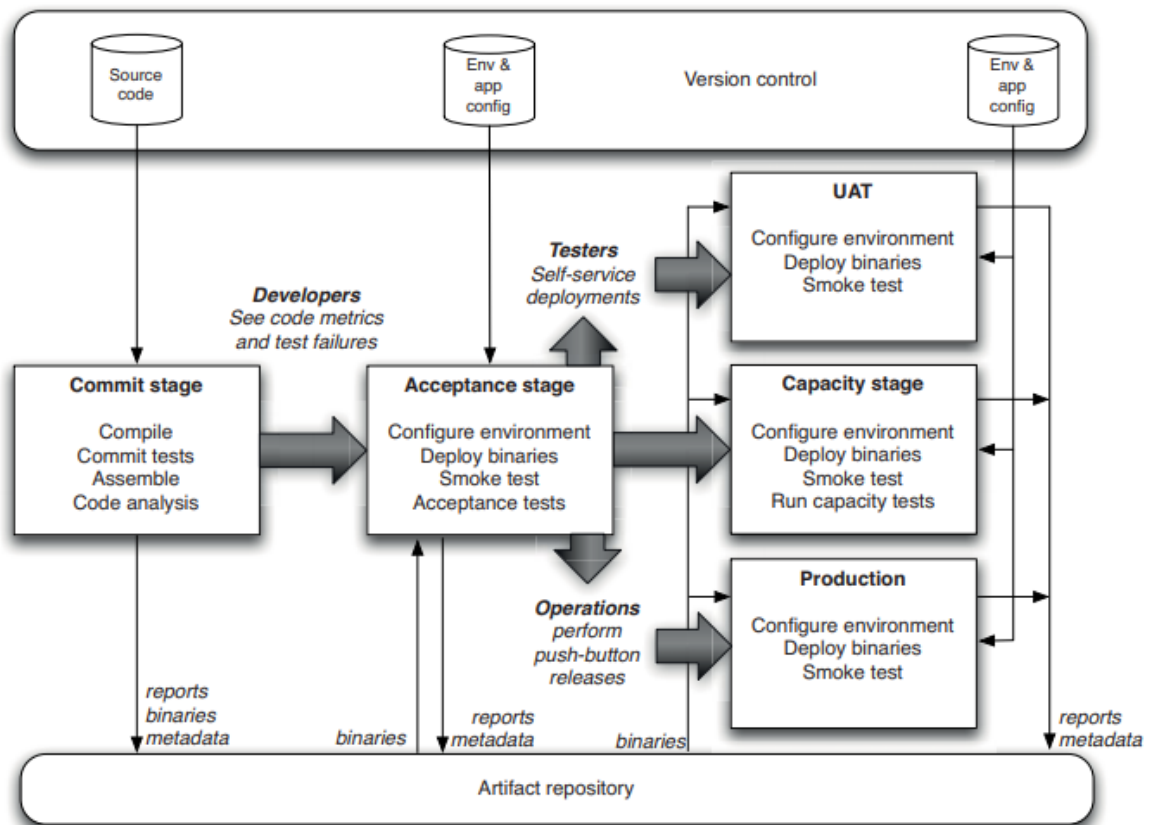 Source
code
Env &
app
config
Version control
Env &
app
config
Developers
See code metrics
and test failures
Testers
Self-service
deployments
UAT
Configure environment
Deploy binaries
Smoke test
Commit stage
Compile
Commit tests
Assemble
Code analysis
Acceptance stage
Configure environment
Deploy binaries
Smoke test
Acceptance tests
Capacity stage
Configure environment
Deploy binaries
Smoke test
Run capacity tests
Operations
perform
push-button
releases
Production
Configure environment
Deploy binaries
Smoke test
reports
binaries
metadata
binaries
reports
metadata
binaries
reports
metadata
Artifact repository